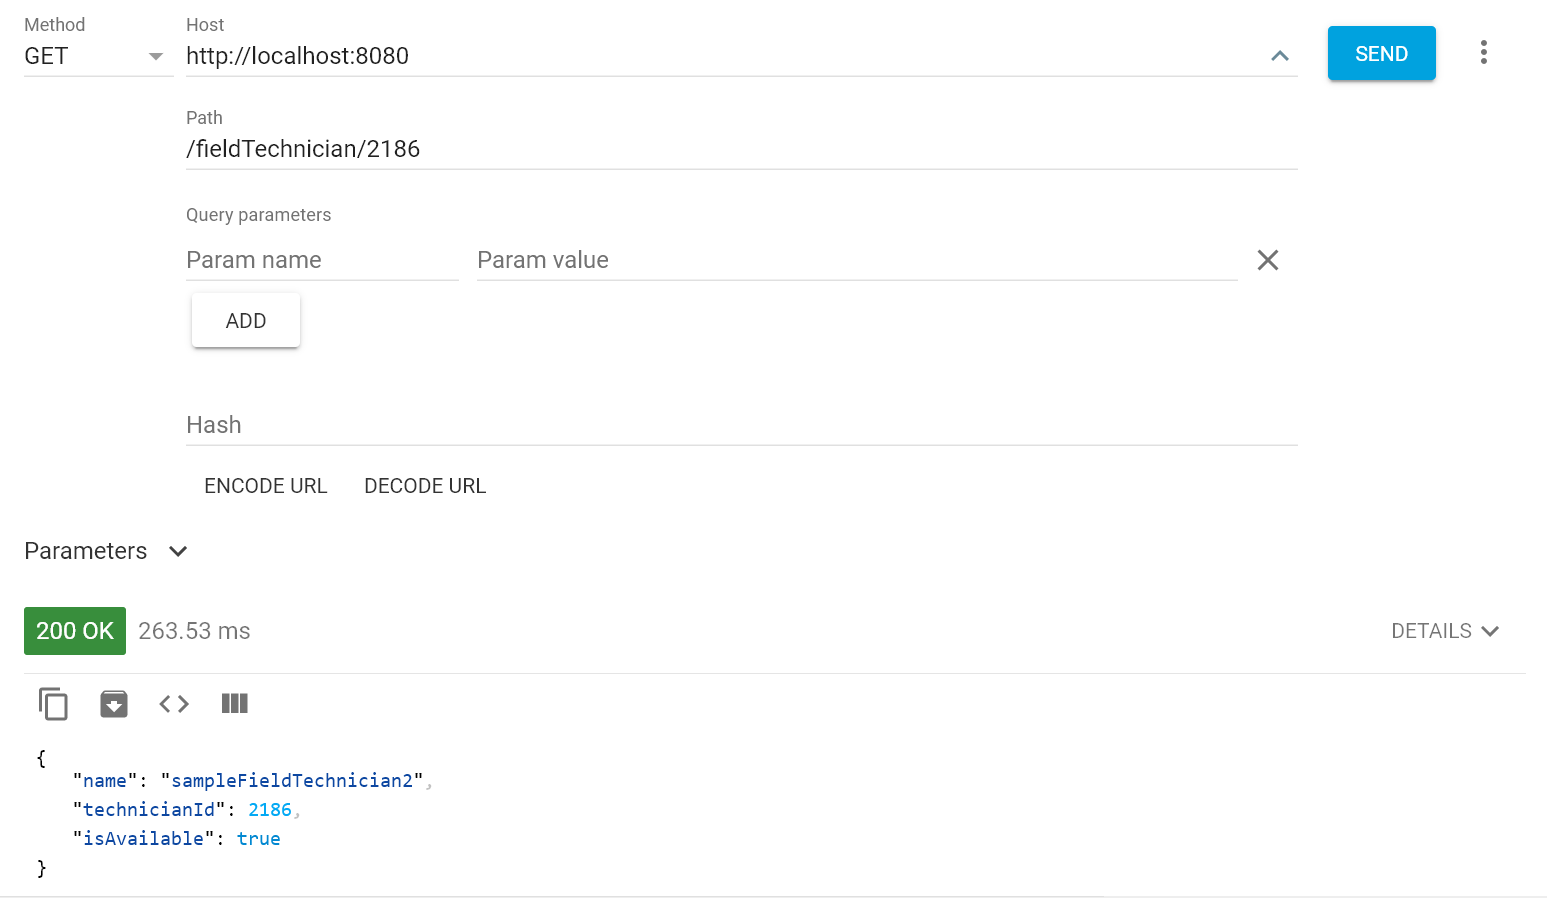 Method
Host
GET
http://localhost:8080
SEND
Path
/fieldTechnician/2186
Query parameters
Param name
Param value
ADD
Hash
ENCODE URL
DECODE URL
Parameters
200 OK
263.53 ms
DETAILS
{
"name": "sampleFieldTechnician2",
"technicianId": 2186,
"isAvailable": true
}